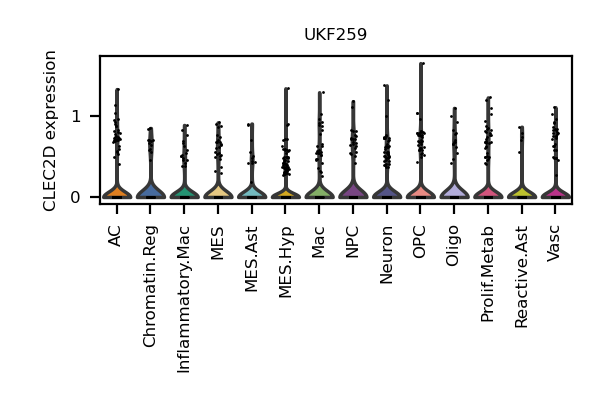 UKF259
CLEC2D expression
1
0
AC
Chromatin.Reg
Inflammatory.Mac
MES
MES.Ast
MES.Hyp
Mac
NPC
Neuron
OPC
Oligo
Prolif.Metab
Reactive.Ast
Vasc